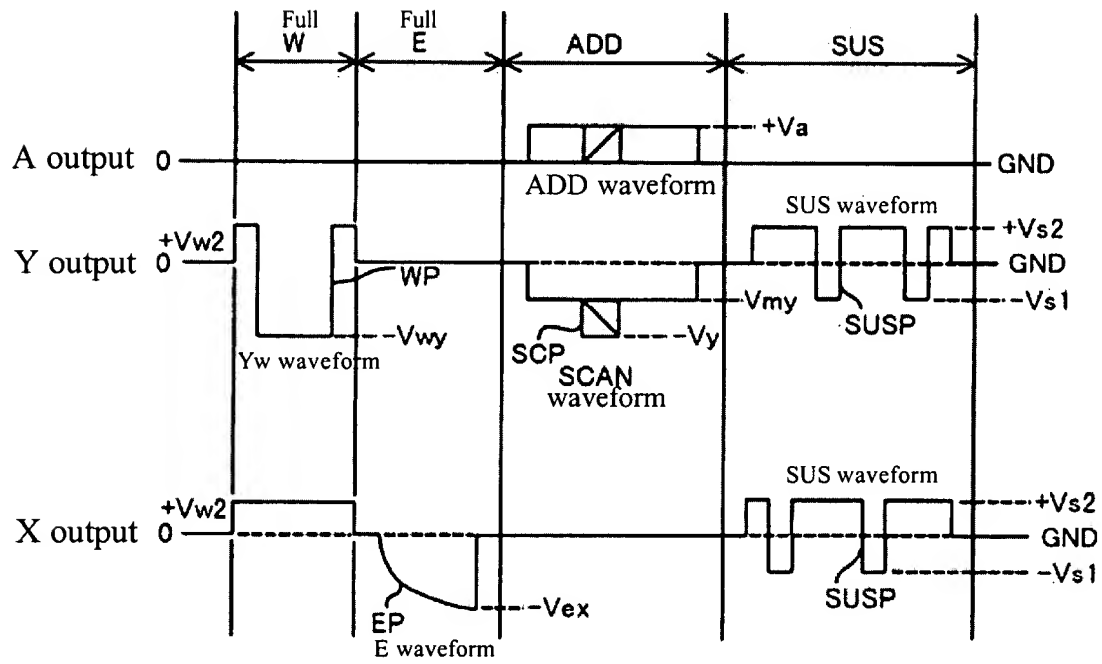 Full
W
Full
E
ADD
SUS
+Va
A output 0
GND
ADD waveform
SUS waveform
+Vw2
+Vs2
Y output 0
GND
WP
-Vmy
-Vs1
-Vwy
SCP
-Vy
SUSP
Yw waveform
SCAN
waveform
SUS waveform
+Vw2
+Vs2
X output 0
GND
-Vs1
SUSP
EP
-Vex
E waveform